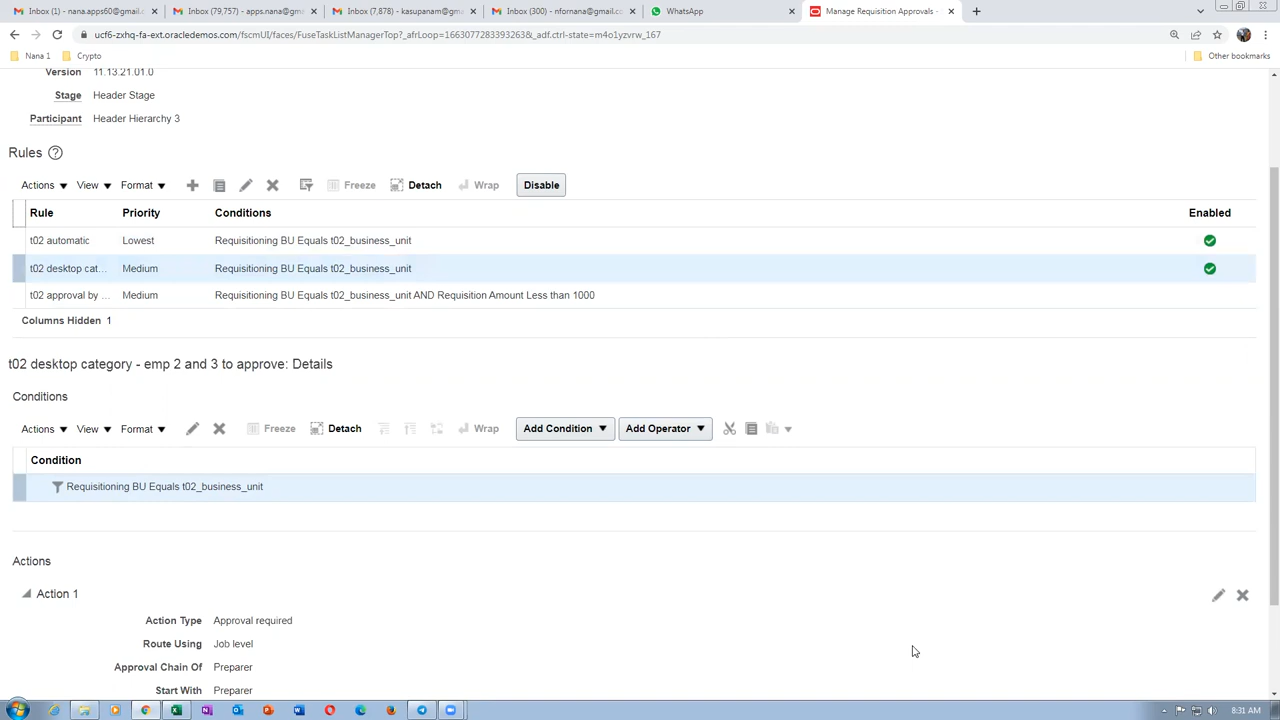 Inbox (1) - nana.apps60@gmail.c
Inbox (79,757) - apps.nana@gmai
Inbox (7,878) - kasupanam@gma
Inbox (300) - nfornana@gmail.co
WhatsApp
Manage Requisition Approvals -
ucf6-zxhq-fa-ext.oracledemos.com/fscmUI/faces/FuseTaskListManagerTop?_afrLoop=16630772833932​63&_adf.ctrl-state=m4o1yzvrw_167
Nana 1
Crypto
Other bookmarks
Version 11.13.21.01.0
Stage Header Stage
Participant Header Hierarchy 3
Rules ?
Actions View Format Freeze Detach Wrap Disable
Rule Priority Conditions Enabled
t02 automatic Lowest Requisitioning BU Equals t02_business_unit
t02 desktop cat... Medium Requisitioning BU Equals t02_business_unit
t02 approval by ... Medium Requisitioning BU Equals t02_business_unit AND Requisition Amount Less than 1000
Columns Hidden 1
t02 desktop category - emp 2 and 3 to approve: Details
Conditions
Actions View Format Freeze Detach Wrap Add Condition Add Operator
Condition
Requisitioning BU Equals t02_business_unit
Actions
Action 1
Action Type Approval required
Route Using Job level
Approval Chain Of Preparer
Start With Preparer
8:31 AM